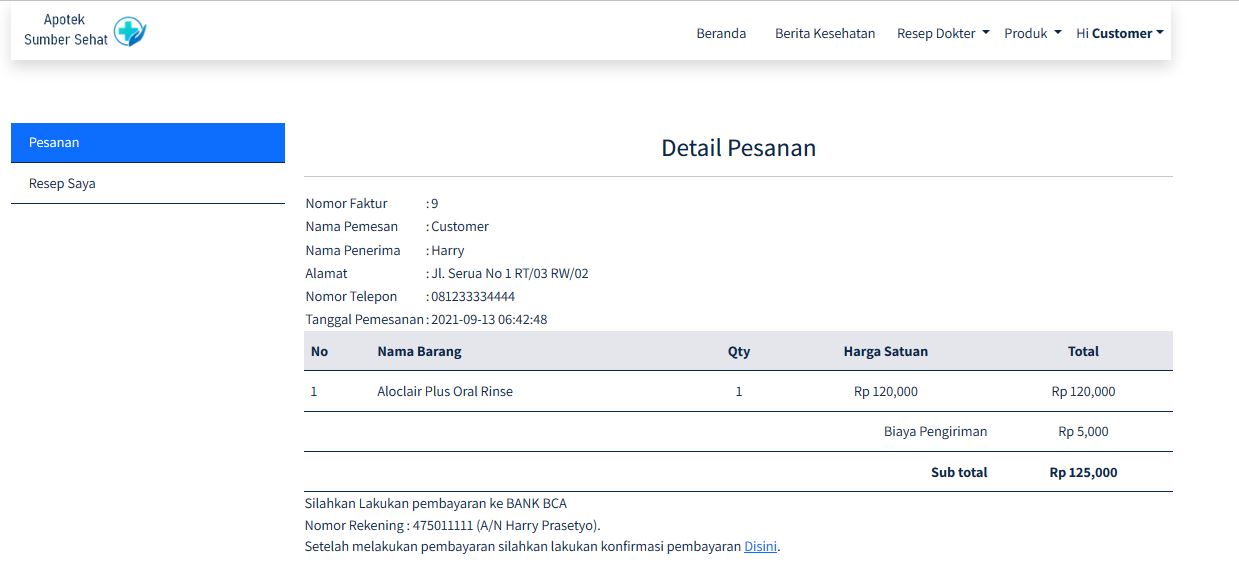 Apotek
Sumber Sehat
Beranda Berita Kesehatan Resep Dokter Produk Hi Customer
Pesanan
Resep Saya
Detail Pesanan
Nomor Faktur : 9
Nama Pemesan : Customer
Nama Penerima : Harry
Alamat : Jl. Serua No 1 RT/03 RW/02
Nomor Telepon : 081233334444
Tanggal Pemesanan : 2021-09-13 06:42:48
No Nama Barang Qty Harga Satuan Total
1 Aloclair Plus Oral Rinse 1 Rp 120,000 Rp 120,000
Biaya Pengiriman Rp 5,000
Sub total Rp 125,000
Silahkan Lakukan pembayaran ke BANK BCA
Nomor Rekening : 475011111 (A/N Harry Prasetyo).
Setelah melakukan pembayaran silahkan lakukan konfirmasi pembayaran Disini.